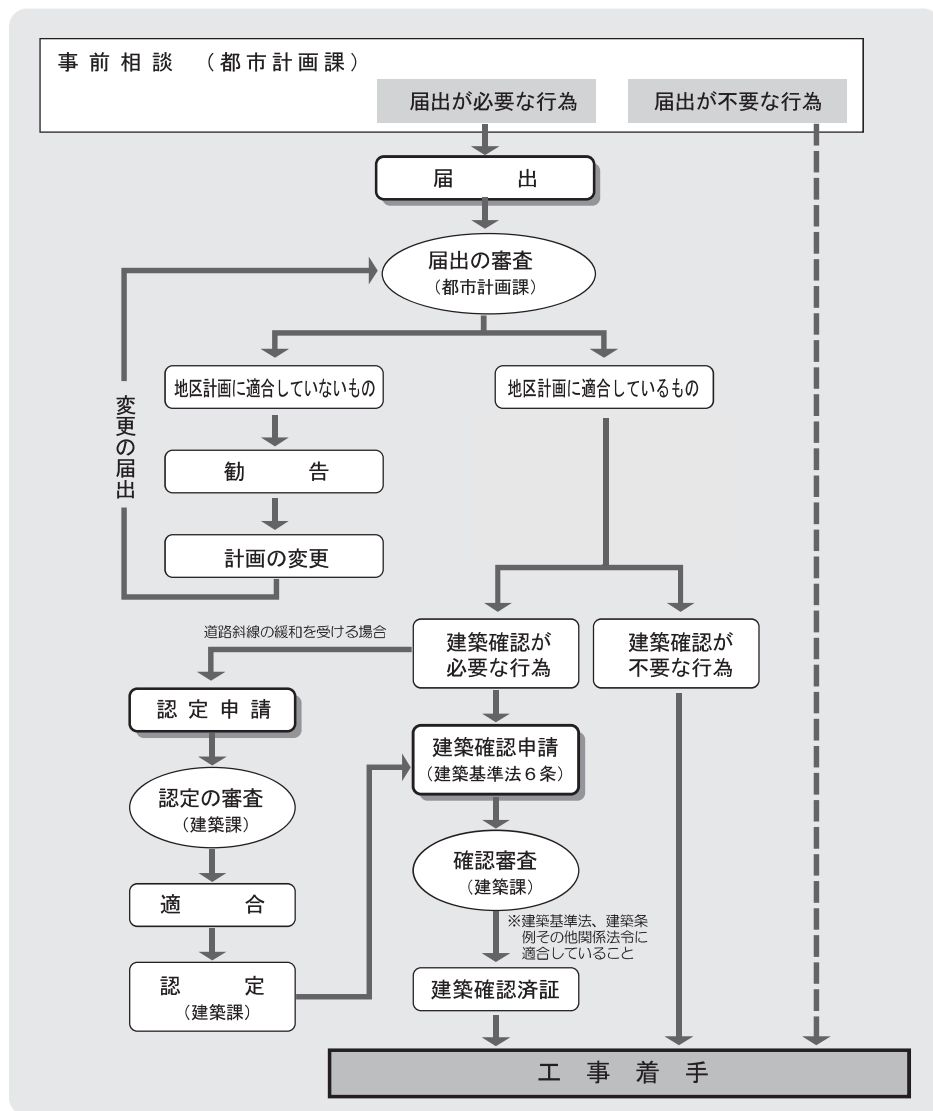 事前相談 （都市計画課）
届出が必要な行為
届出が不要な行為
届 出
届出の審査
（都市計画課）
地区計画に適合していないもの
地区計画に適合しているもの
変更の届出
勧 告
計画の変更
道路斜線の緩和を受ける場合
建築確認が
必要な行為
建築確認が
不要な行為
認定申請
建築確認申請
（建築基準法６条）
認定の審査
（建築課）
確認審査
（建築課）
適 合
※建築基準法、建築条
例その他関係法令に
適合していること
認 定
（建築課）
建築確認済証
工 事 着 手